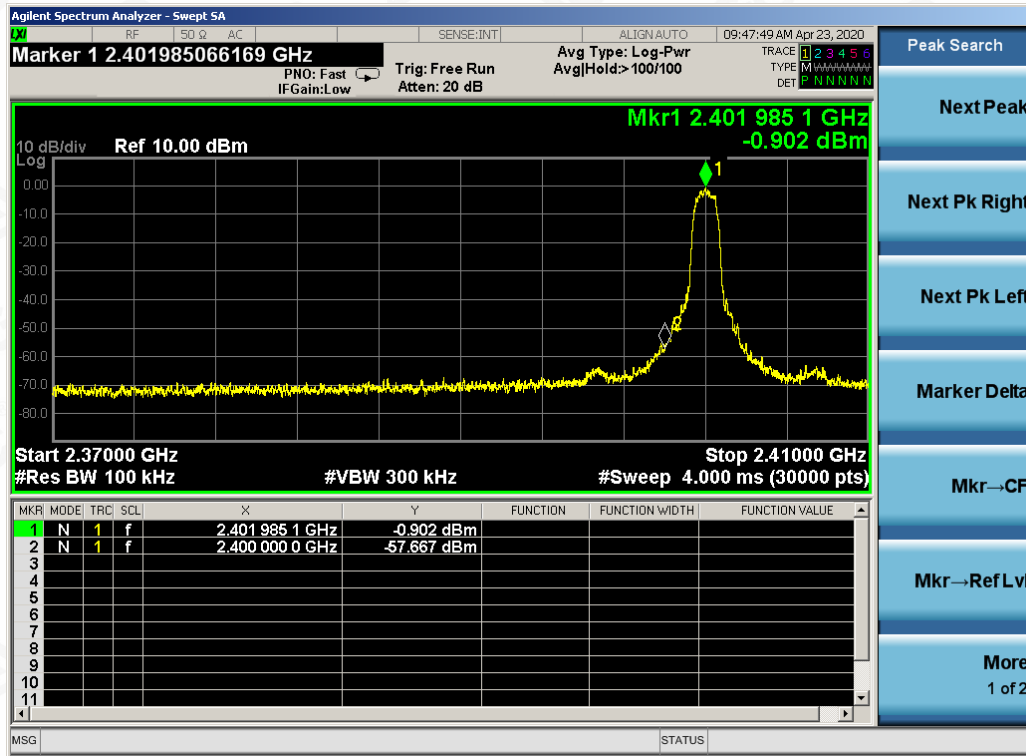 Agilent Spectrum Analyzer - Swept SA
LXI RF 50 Ω AC SENSE:INT ALIGN AUTO 09:47:49 AM Apr 23, 2020
Marker 1 2.401985066169 GHz
PNO: Fast
IFGain:Low
Trig: Free Run
Atten: 20 dB
Avg Type: Log-Pwr
Avg|Hold:> 100/100
TRACE 1 2 3 4 5 6
TYPE M W W W W W
DET P N N N N N
Mkr1 2.401 985 1 GHz
-0.902 dBm
10 dB/div Ref 10.00 dBm
Log
1
0.00
-10.0
-20.0
-30.0
-40.0
-50.0
2
-60.0
-70.0
-80.0
Start 2.37000 GHz Stop 2.41000 GHz
#Res BW 100 kHz #VBW 300 kHz #Sweep 4.000 ms (30000 pts)
MKR MODE TRC SCL X Y FUNCTION FUNCTION WIDTH FUNCTION VALUE
1 N 1 f 2.401 985 1 GHz -0.902 dBm
2 N 1 f 2.400 000 0 GHz -57.667 dBm
3
4
5
6
7
8
9
10
11
MSG STATUS
Peak Search
Next Peak
Next Pk Right
Next Pk Left
Marker Delta
Mkr→CF
Mkr→Ref Lvl
More
1 of 2